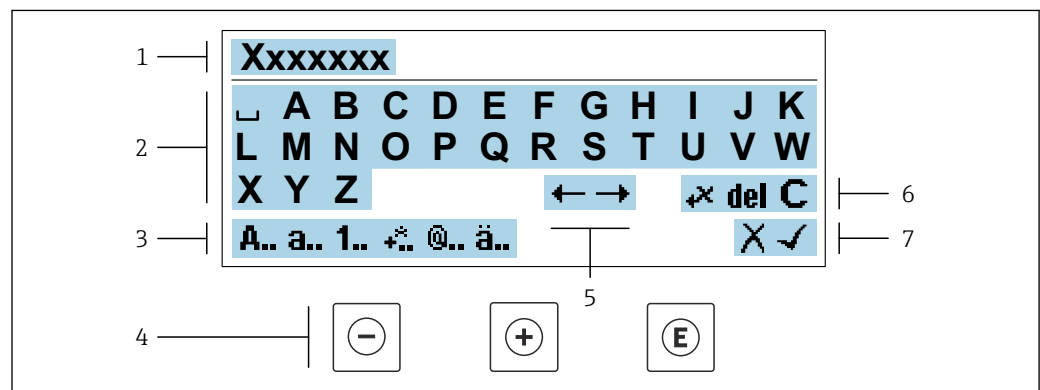 1 Xxxxxxx
␣ A B C D E F G H I J K
2 L M N O P Q R S T U V W
X Y Z ← → +× del C 6
3 A.. a.. 1.. +*.. @.. ä.. X ✓ 7
5
4 − + E